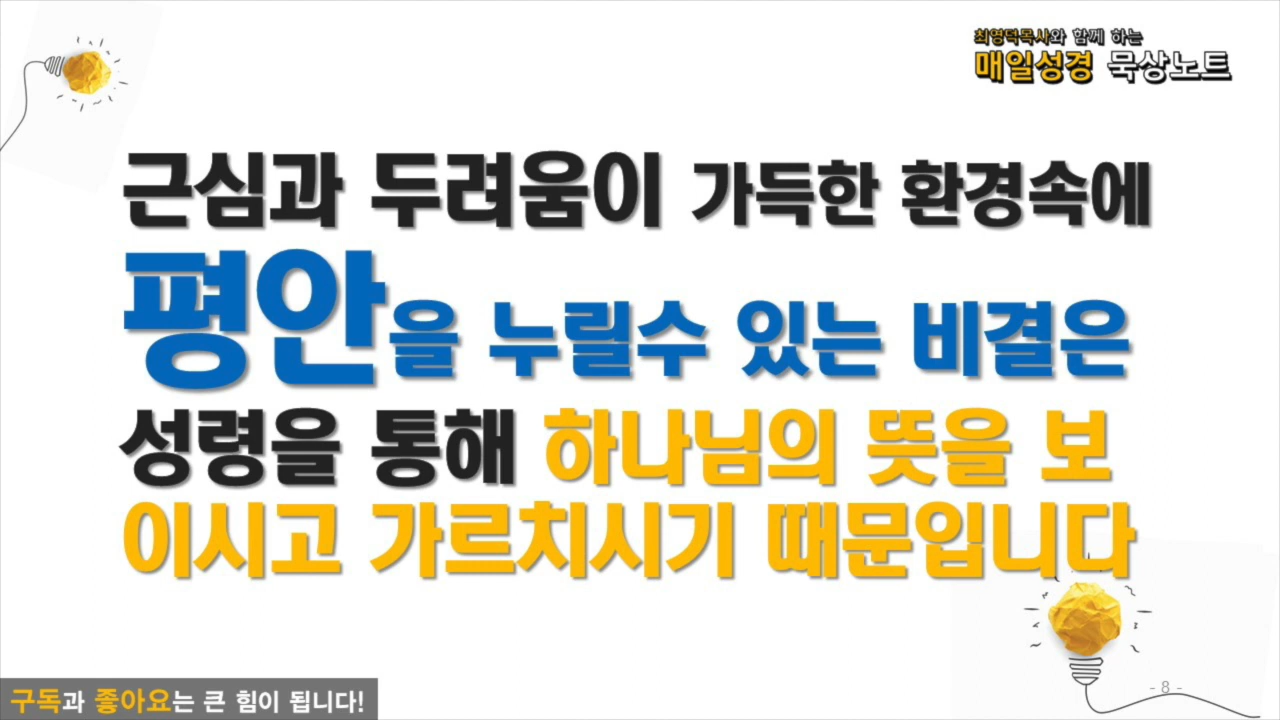 최영덕목사와 함께 하는
매일성경 묵상노트
근심과 두려움이 가득한 환경속에
평안을 누릴수 있는 비결은
성령을 통해 하나님의 뜻을 보
이시고 가르치시기 때문입니다
- 8 -
구독과 좋아요는 큰 힘이 됩니다!